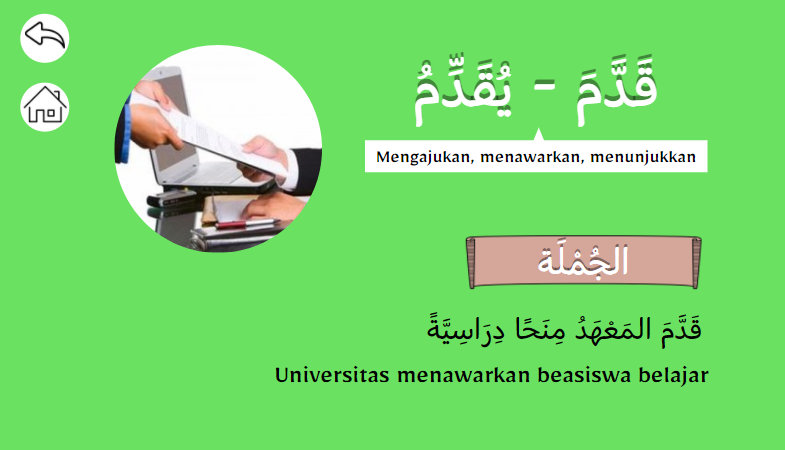 قَدَّمَ - يُقَدِّمُ
Mengajukan, menawarkan, menunjukkan
الجُمْلَة
قَدَّمَ المَعْهَدُ مِنَحًا دِرَاسِيَّةً
Universitas menawarkan beasiswa belajar